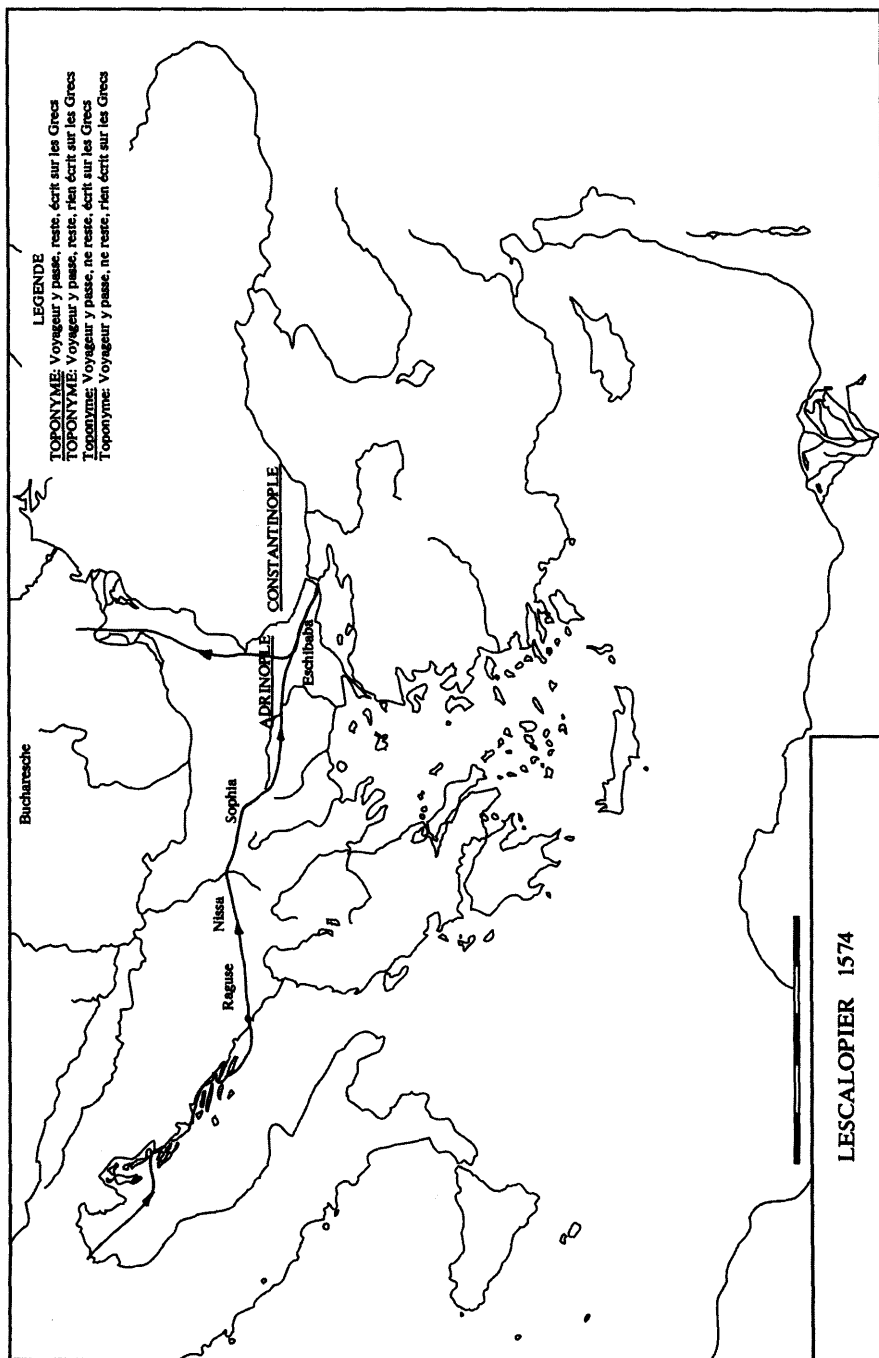 LEGENDE
TOPONYME: Voyageur y passe, reste, écrit sur les Grecs
TOPONYME: Voyageur y passe, reste, rien écrit sur les Grecs
Toponyme: Voyageur y passe, ne reste, écrit sur les Grecs
Toponyme: Voyageur y passe, ne reste, rien écrit sur les Grecs
Bucharesche
Raguse
Nissa
Sophia
ADRINOPLE
Eschibaba
CONSTANTINOPLE
LESCALOPIER 1574